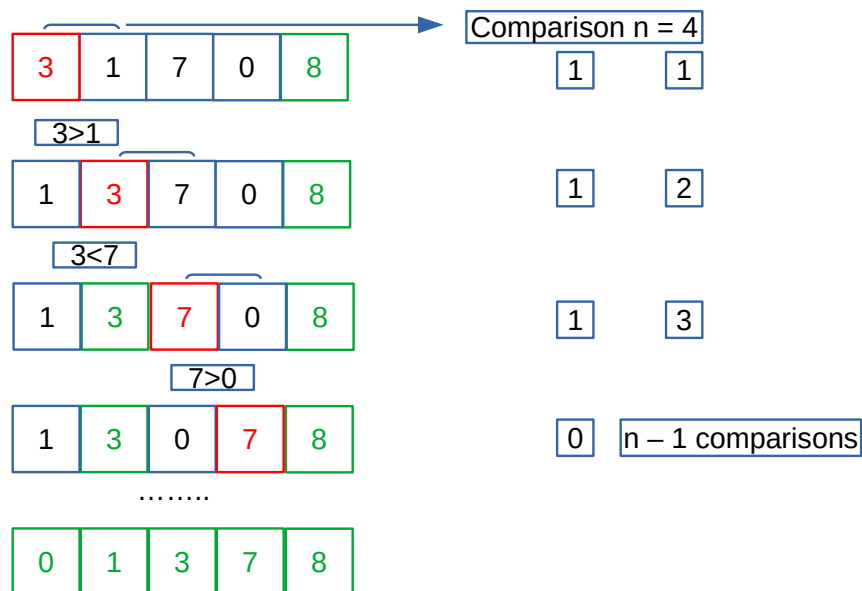 Comparison n = 4
3 1 7 0 8 1 1
3>1
1 3 7 0 8 1 2
3<7
1 3 7 0 8 1 3
7>0
1 3 0 7 8 0 n – 1 comparisons
……..
0 1 3 7 8